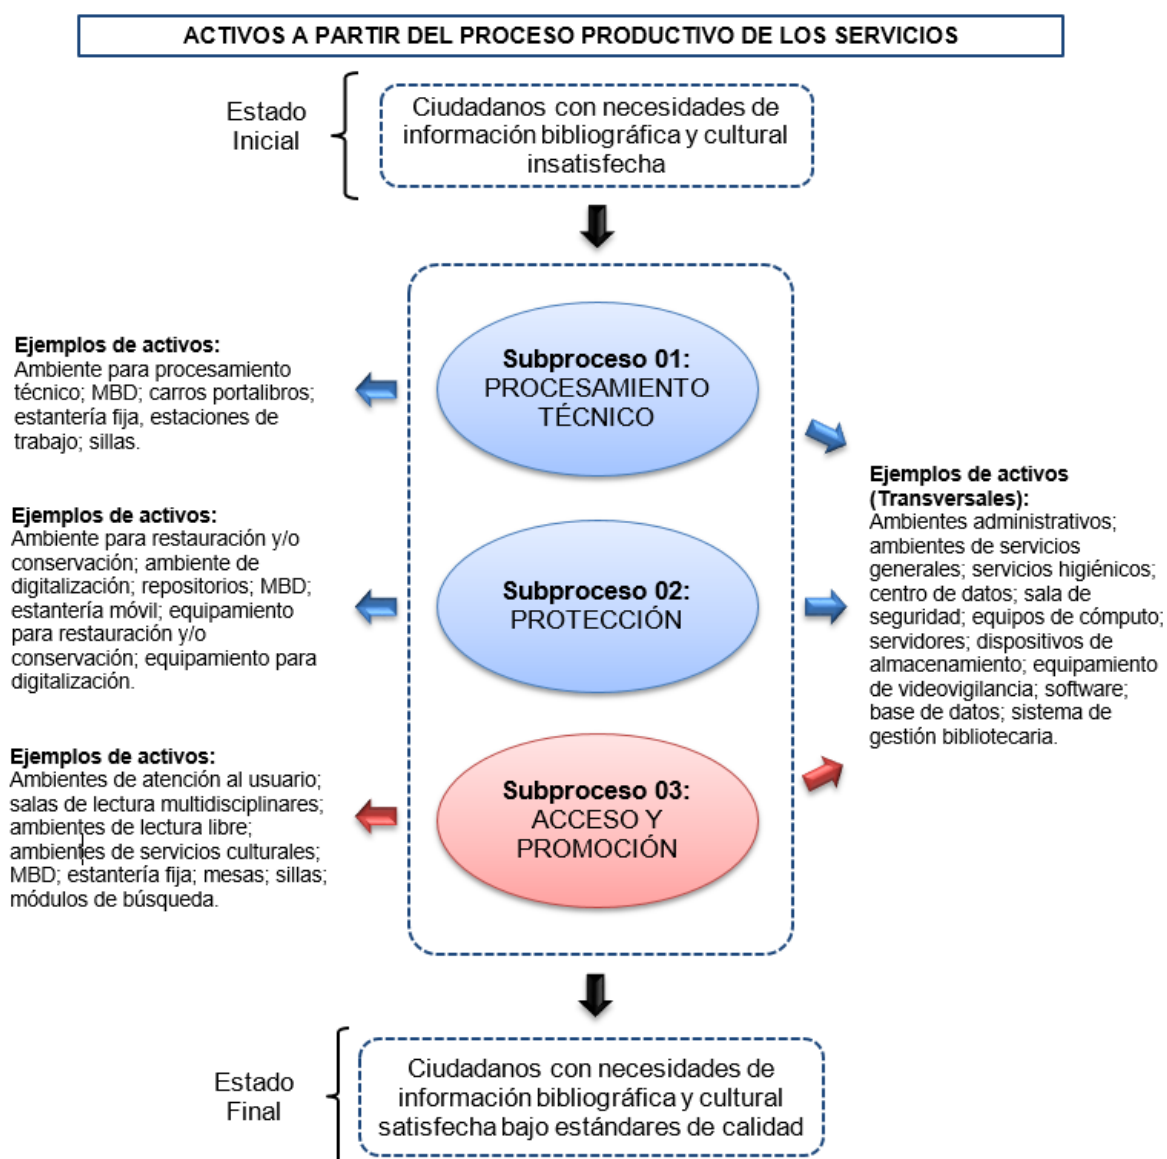 ACTIVOS A PARTIR DEL PROCESO PRODUCTIVO DE LOS SERVICIOS
Estado
Inicial
Ciudadanos con necesidades de
información bibliográfica y cultural
insatisfecha
Ejemplos de activos:
Ambiente para procesamiento
técnico; MBD; carros portalibros;
estantería fija, estaciones de
trabajo; sillas.
Subproceso 01:
PROCESAMIENTO
TÉCNICO
Ejemplos de activos:
Ambiente para restauración y/o
conservación; ambiente de
digitalización; repositorios; MBD;
estantería móvil; equipamiento
para restauración y/o
conservación; equipamiento para
digitalización.
Subproceso 02:
PROTECCIÓN
Ejemplos de activos
(Transversales):
Ambientes administrativos;
ambientes de servicios
generales; servicios higiénicos;
centro de datos; sala de
seguridad; equipos de cómputo;
servidores; dispositivos de
almacenamiento; equipamiento
de videovigilancia; software;
base de datos; sistema de
gestión bibliotecaria.
Ejemplos de activos:
Ambientes de atención al usuario;
salas de lectura multidisciplinares;
ambientes de lectura libre;
ambientes de servicios culturales;
MBD; estantería fija; mesas; sillas;
módulos de búsqueda.
Subproceso 03:
ACCESO Y
PROMOCIÓN
Estado
Final
Ciudadanos con necesidades de
información bibliográfica y cultural
satisfecha bajo estándares de calidad